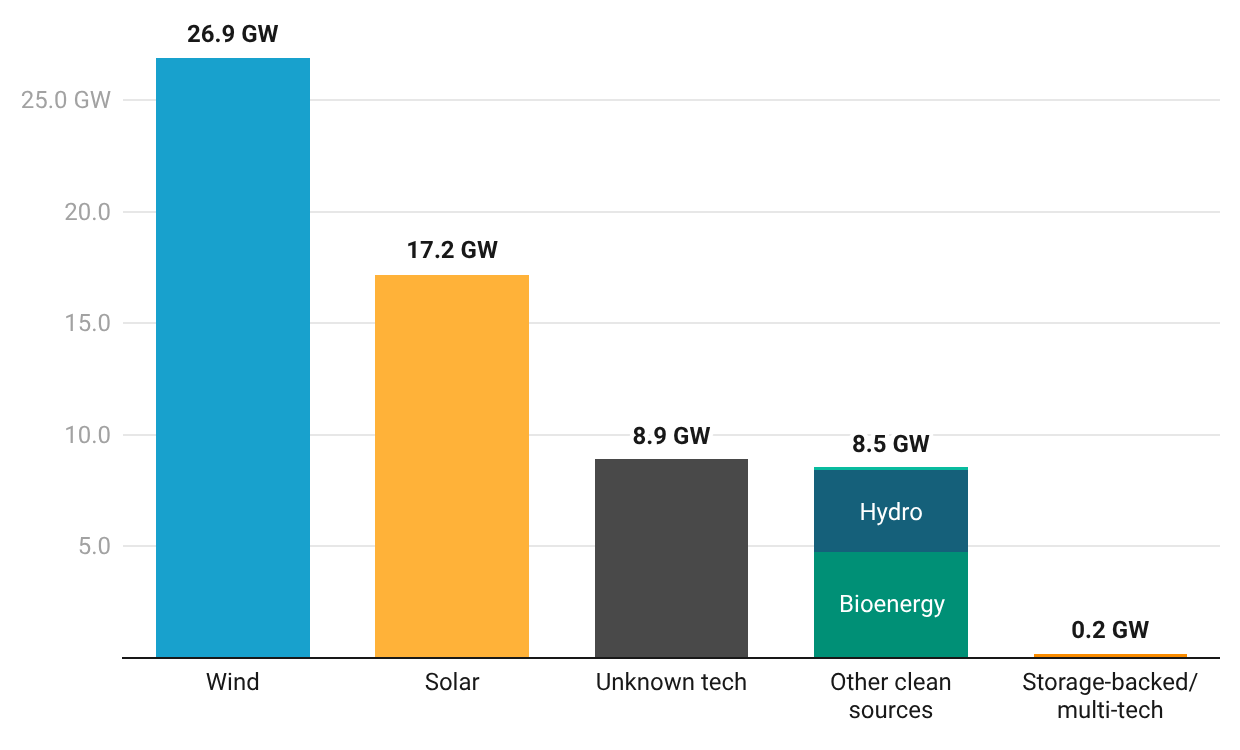 26.9 GW
25.0 GW
20.0
17.2 GW
15.0
10.0
8.9 GW
8.5 GW
Hydro
5.0
Bioenergy
0.2 GW
Wind
Solar
Unknown tech
Other clean
sources
Storage-backed/
multi-tech